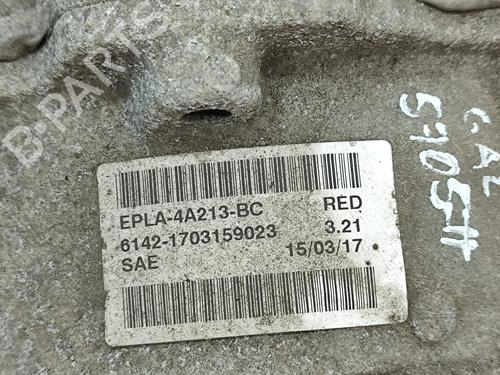 B-PARTS
EPLA-4A213-BC RED
6142-1703159023 3.21
SAE 15/03/17